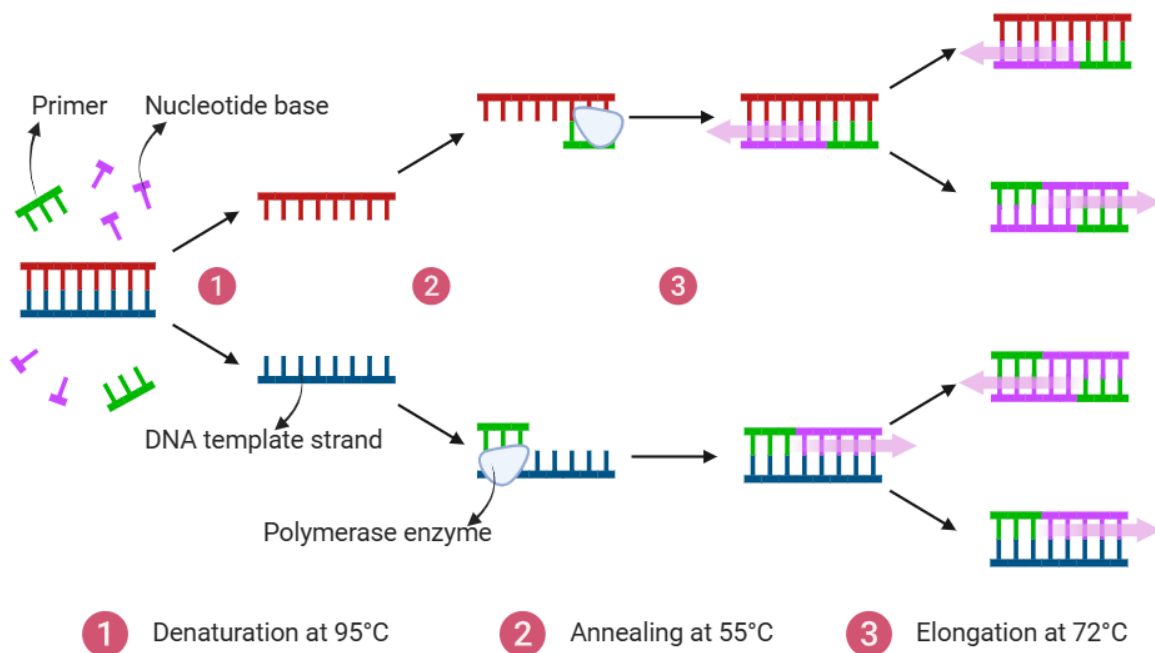 Primer
Nucleotide base
1
2
3
DNA template strand
Polymerase enzyme
1 Denaturation at 95°C
2 Annealing at 55°C
3 Elongation at 72°C